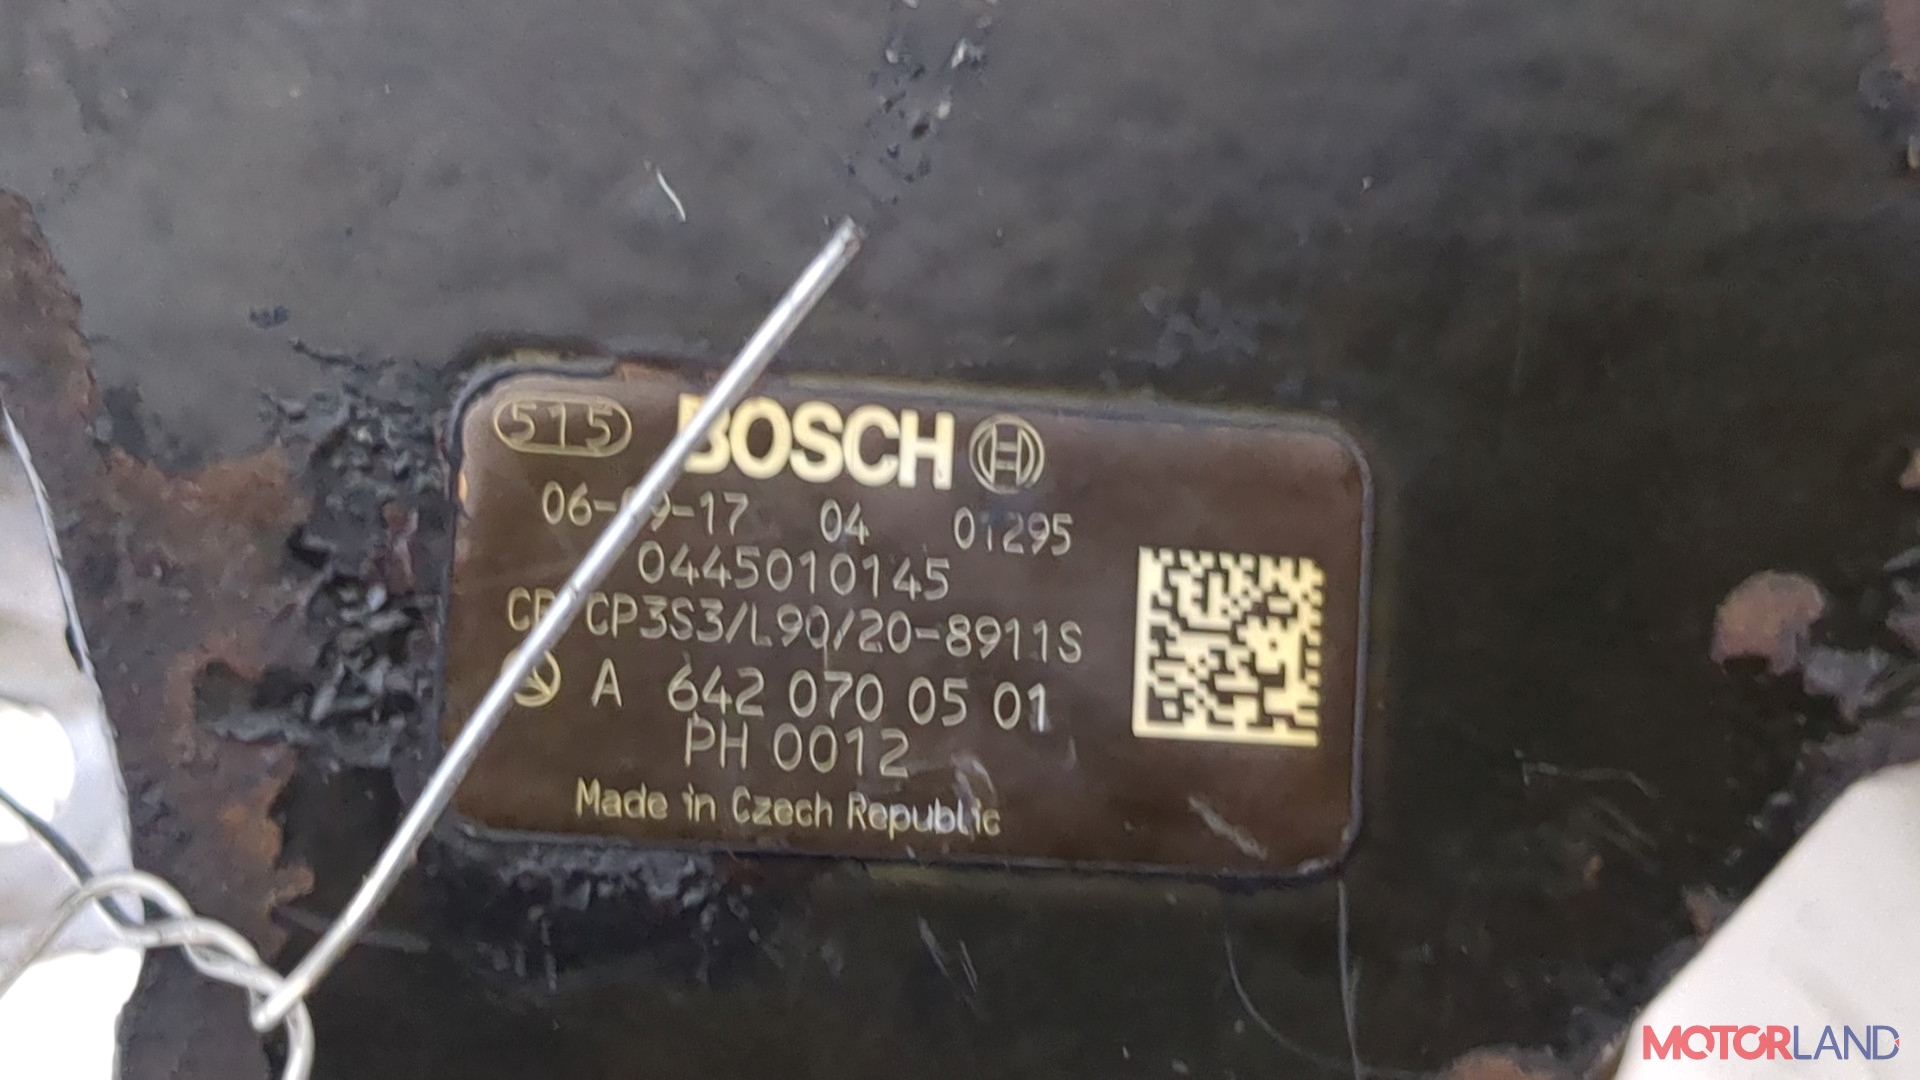 515 BOSCH
04 01295
0445010145
CP3S3/L90/20-8911S
A 642 070 05 01
PH 0012
Made in Czech Republic
MOTORLAND